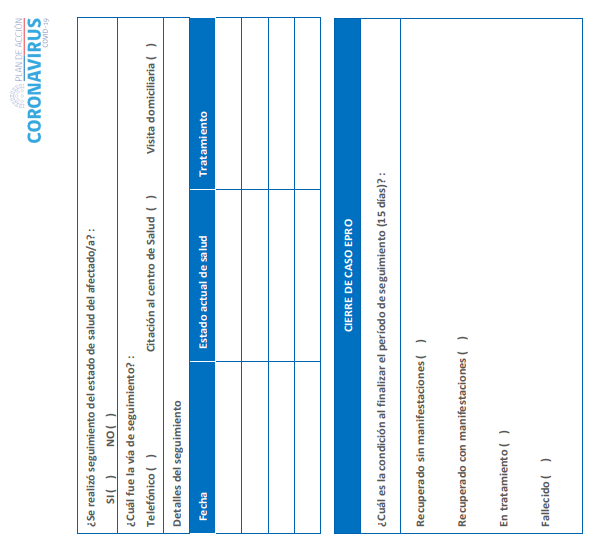 PLAN DE ACCIÓN
CORONAVIRUS
COVID-19
¿Se realizó seguimiento del estado de salud del afectado/a? :
SI ( ) NO ( )
¿Cuál fue la vía de seguimiento? :
Telefónico ( ) Citación al centro de Salud ( ) Visita domiciliaria ( )
Detalles del seguimiento
Fecha Estado actual de salud Tratamiento
CIERRE DE CASO EPRO
¿Cuál es la condición al finalizar el período de seguimiento (15 días)? :
Recuperado sin manifestaciones ( )
Recuperado con manifestaciones ( )
En tratamiento ( )
Fallecido ( )